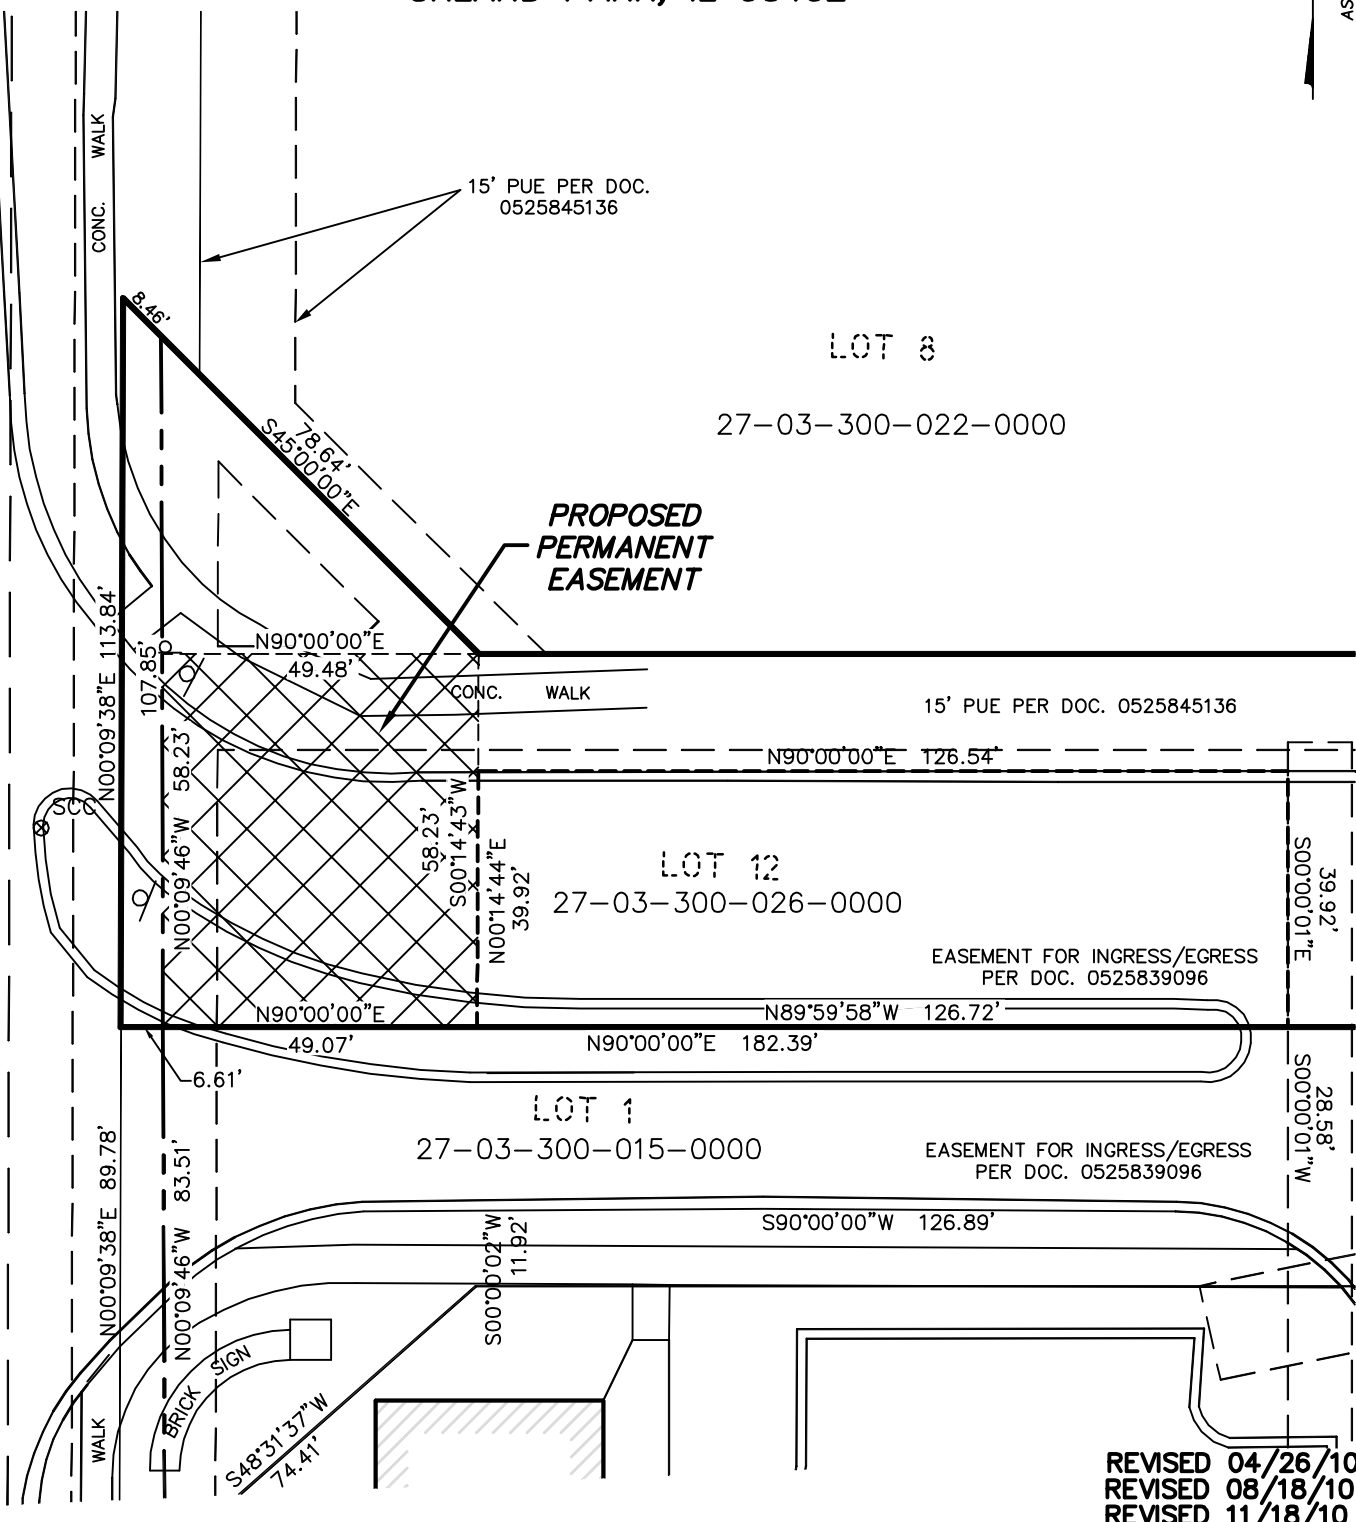 WALK
CONC.
15' PUE PER DOC.
0525845136
8.46'
LOT 8
27-03-300-022-0000
78.64'
S45°00'00"E
PROPOSED
PERMANENT
EASEMENT
N00°09'38"E 113.84'
107.85'
N90°00'00"E
49.48'
CONC. WALK
15' PUE PER DOC. 0525845136
N90°00'00"E 126.54'
SCC
N00°09'46"W 58.23'
58.23'
S00°14'43"W
N00°14'44"E
39.92'
LOT 12
27-03-300-026-0000
39.92'
S00°00'01"E
EASEMENT FOR INGRESS/EGRESS
PER DOC. 0525839096
N90°00'00"E
49.07'
N89°59'58"W 126.72'
N90°00'00"E 182.39'
6.61'
28.58'
S00°00'01"W
LOT 1
27-03-300-015-0000
EASEMENT FOR INGRESS/EGRESS
PER DOC. 0525839096
N00°09'38"E 89.78'
N00°09'46"W 83.51'
S00°00'02"W
11.92'
S90°00'00"W 126.89'
BRICK SIGN
WALK
S48°31'37"W
74.41'
REVISED 04/26/10
REVISED 08/18/10
REVISED 11/18/10